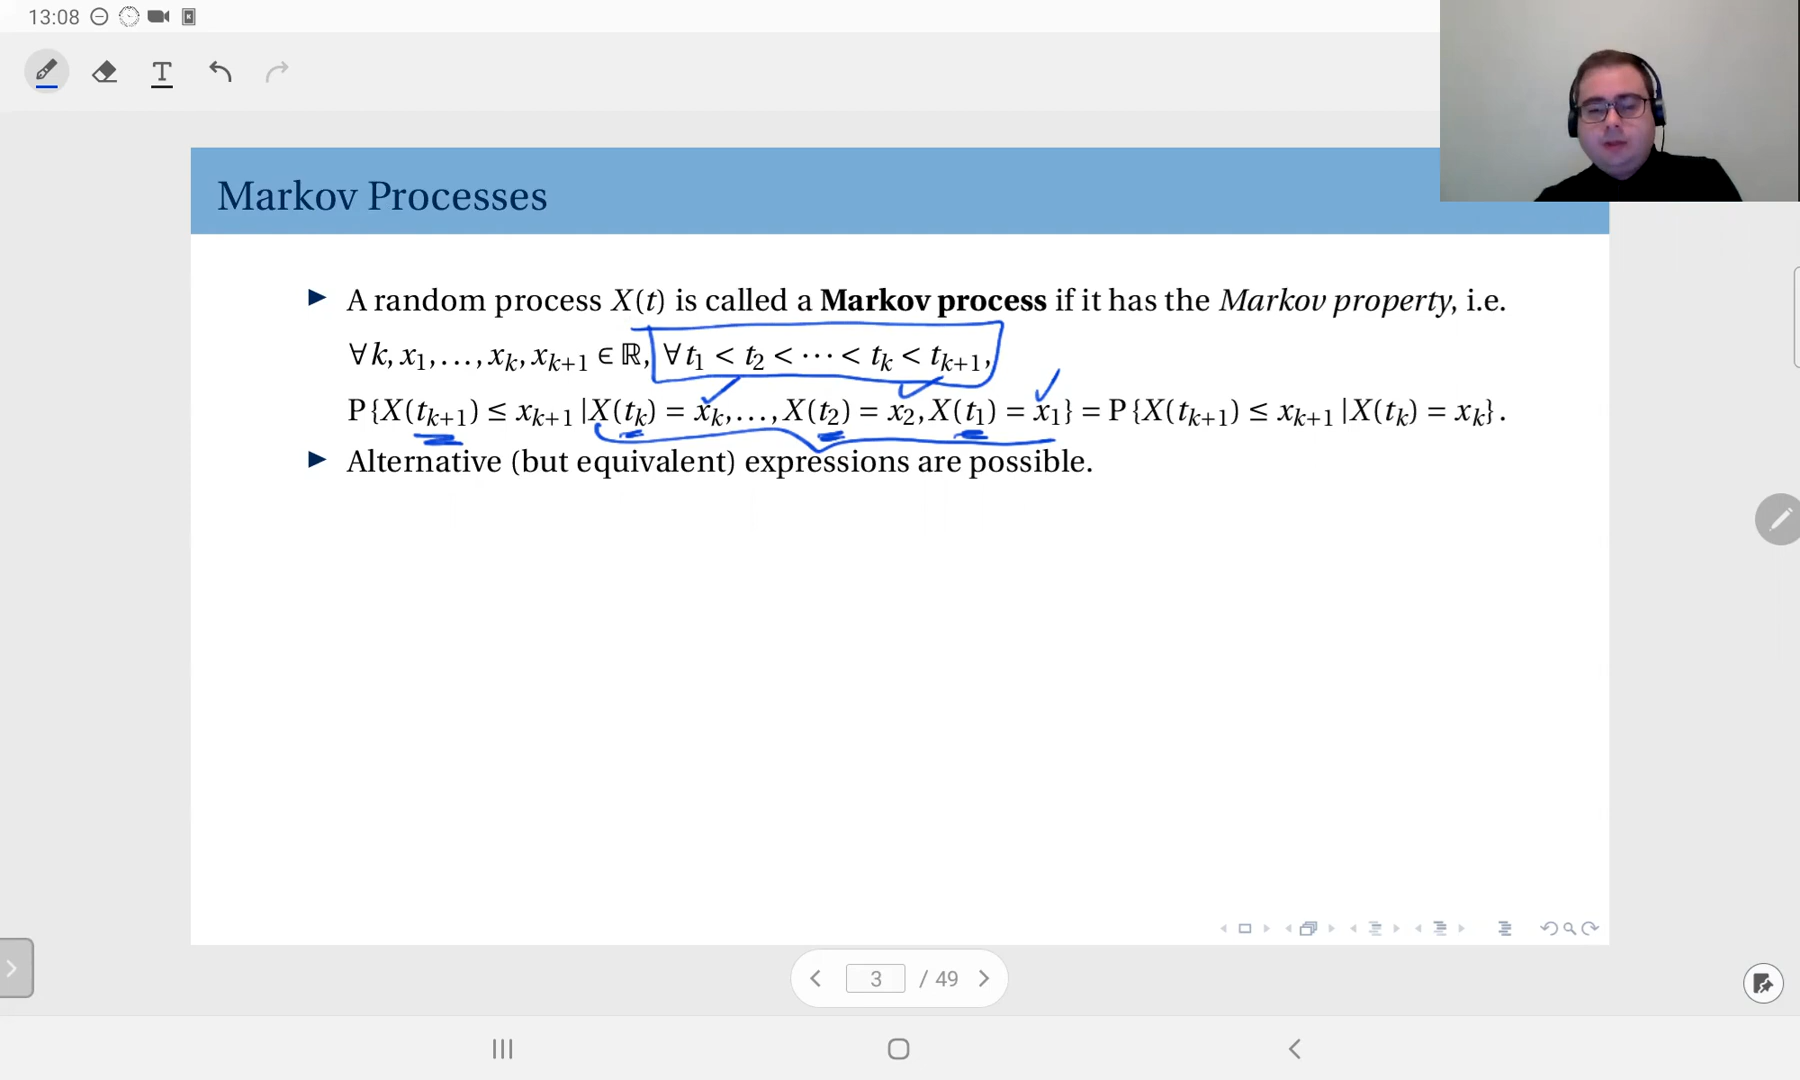 13:08
T
Markov Processes
▶ A random process X(t) is called a Markov process if it has the Markov property, i.e.
∀k, x₁, …, xₖ, xₖ₊₁ ∈ ℝ, ∀t₁ < t₂ < ⋯ < tₖ < tₖ₊₁,
P{X(tₖ₊₁) ≤ xₖ₊₁ |X(tₖ) = xₖ, …, X(t₂) = x₂, X(t₁) = x₁} = P{X(tₖ₊₁) ≤ xₖ₊₁ |X(tₖ) = xₖ}.
▶ Alternative (but equivalent) expressions are possible.
3 / 49